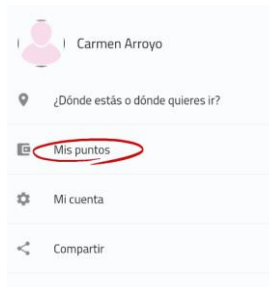 Carmen Arroyo
¿Dónde estás o dónde quieres ir?
Mis puntos
Mi cuenta
Compartir